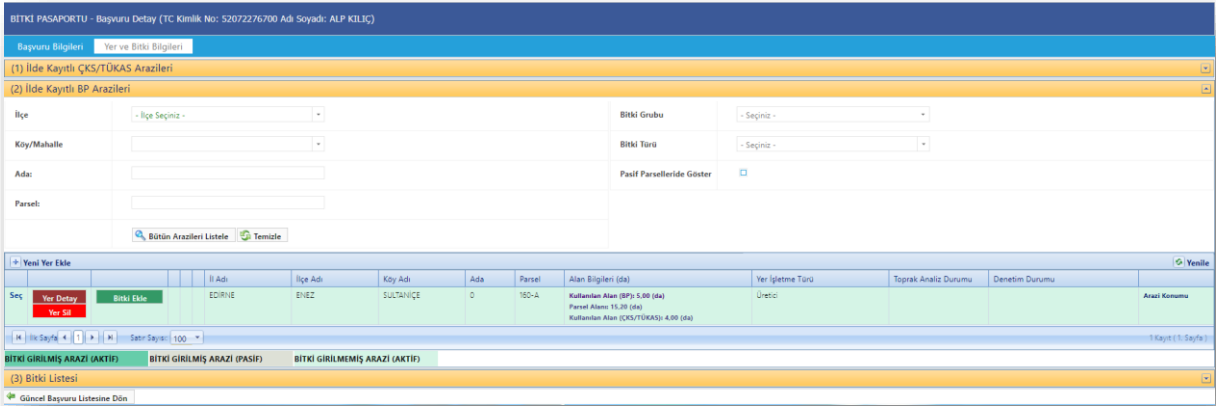 BİTKİ PASAPORTU - Başvuru Detay (TC Kimlik No: 52072276700 Adı Soyadı: ALP KILIÇ)
Başvuru Bilgileri Yer ve Bitki Bilgileri
(1) İlde Kayıtlı ÇKS/TÜKAS Arazileri
(2) İlde Kayıtlı BP Arazileri
İlçe - İlçe Seçiniz - Bitki Grubu - Seçiniz -
Köy/Mahalle Bitki Türü - Seçiniz -
Ada: Pasif Parselleride Göster
Parsel:
Bütün Arazileri Listele Temizle
Yeni Yer Ekle Yenile
İl Adı İlçe Adı Köy Adı Ada Parsel Alan Bilgileri (da) Yer İşletme Türü Toprak Analiz Durumu Denetim Durumu
Seç Yer Detay Bitki Ekle EDİRNE ENEZ SULTANİÇE 0 160-A Kullanılan Alan (BP): 5,00 (da) Üretici Arazi Konumu
Yer Sil Parsel Alanı: 15,20 (da)
Kullanılan Alan (ÇKS/TÜKAS): 4,00 (da)
İlk Sayfa 1 Satır Sayısı: 100 1 Kayıt ( 1. Sayfa )
BİTKİ GİRİLMİŞ ARAZİ (AKTİF) BİTKİ GİRİLMİŞ ARAZİ (PASİF) BİTKİ GİRİLMEMİŞ ARAZİ (AKTİF)
(3) Bitki Listesi
Güncel Başvuru Listesine Dön